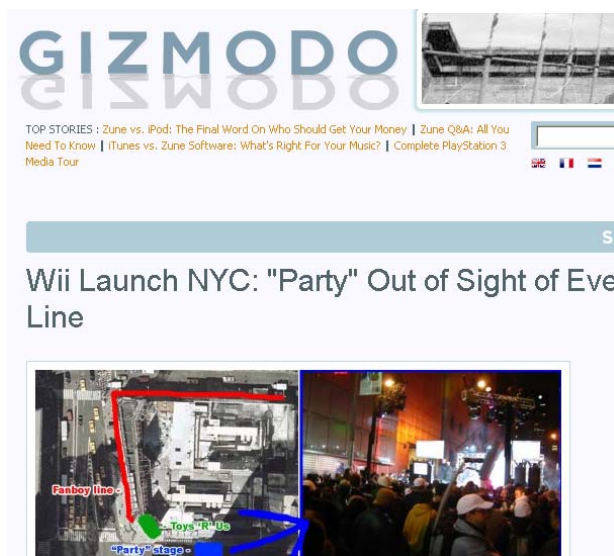 GIZMODO
TOP STORIES : Zune vs. iPod: The Final Word On Who Should Get Your Money | Zune Q&A: All You
Need To Know | iTunes vs. Zune Software: What's Right For Your Music? | Complete PlayStation 3
Media Tour
S
Wii Launch NYC: "Party" Out of Sight of Eve
Line
Fanboy line -
- Toys "R" Us
"Party" stage -